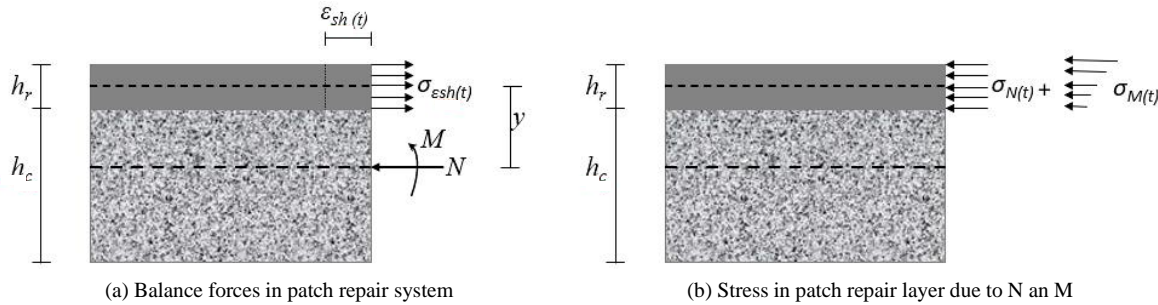 ε_sh (t)
h_r
σ_εsh(t)
y
h_c
M
N
(a) Balance forces in patch repair system
h_r
σ_N(t) + σ_M(t)
h_c
(b) Stress in patch repair layer due to N an M